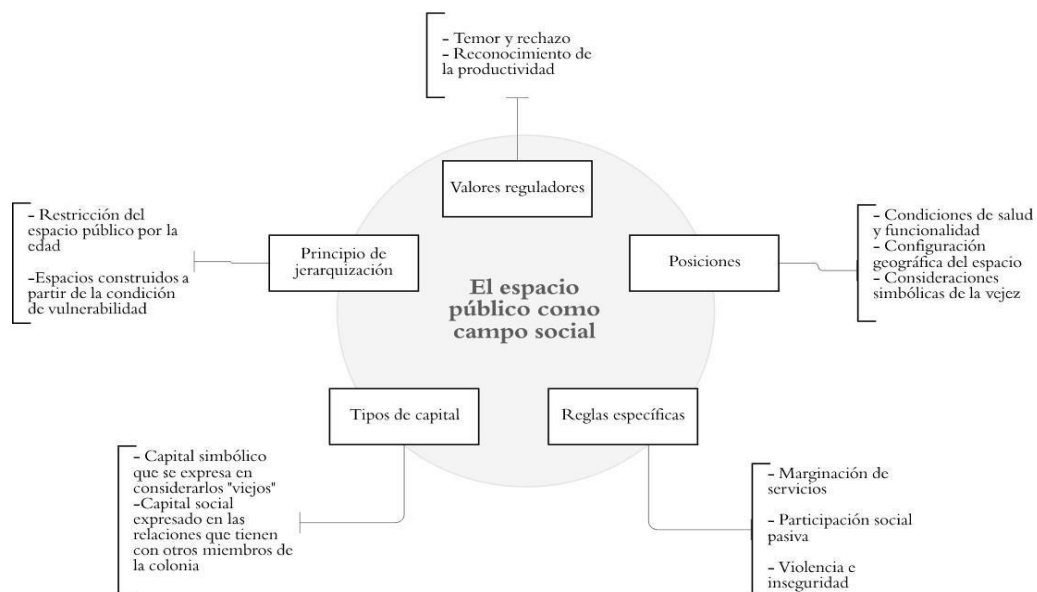 - Temor y rechazo
- Reconocimiento de
la productividad
Valores reguladores
- Restricción del
espacio público por la
edad
-Espacios construidos a
partir de la condición
de vulnerabilidad
Principio de
jerarquización
Posiciones
- Condiciones de salud
y funcionalidad
- Configuración
geográfica del espacio
- Consideraciones
simbólicas de la vejez
El espacio
público como
campo social
Tipos de capital
Reglas específicas
- Capital simbólico
que se expresa en
considerarlos "viejos"
-Capital social
expresado en las
relaciones que tienen
con otros miembros de
la colonia
- Marginación de
servicios
- Participación social
pasiva
- Violencia e
inseguridad